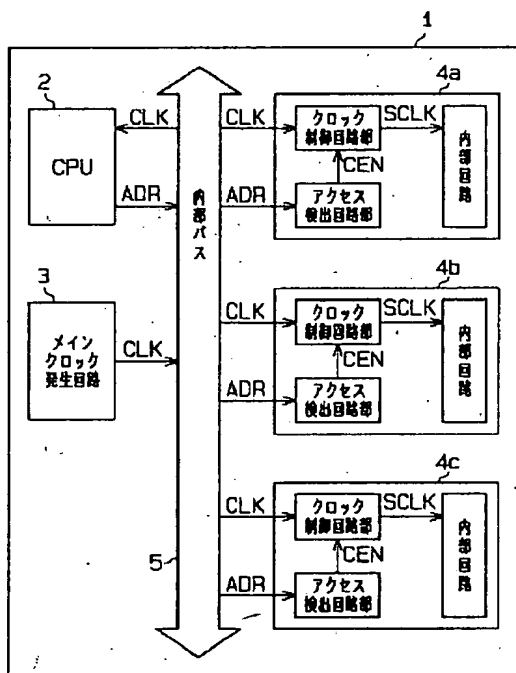 1
2
CPU
CLK
ADR
3
メイン
クロック
発生回路
CLK
5
内部バス
4a
CLK
クロック
制御回路部
SCLK
内部回路
CEN
ADR
アクセス
検出回路部
4b
CLK
クロック
制御回路部
SCLK
内部回路
CEN
ADR
アクセス
検出回路部
4c
CLK
クロック
制御回路部
SCLK
内部回路
CEN
ADR
アクセス
検出回路部